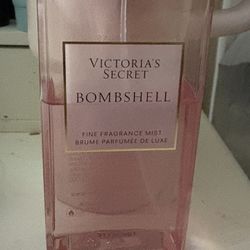 VICTORIA'S
SECRET
BOMBSHELL
FINE FRAGRANCE MIST
BRUME PARFUMÉE DE LUXE